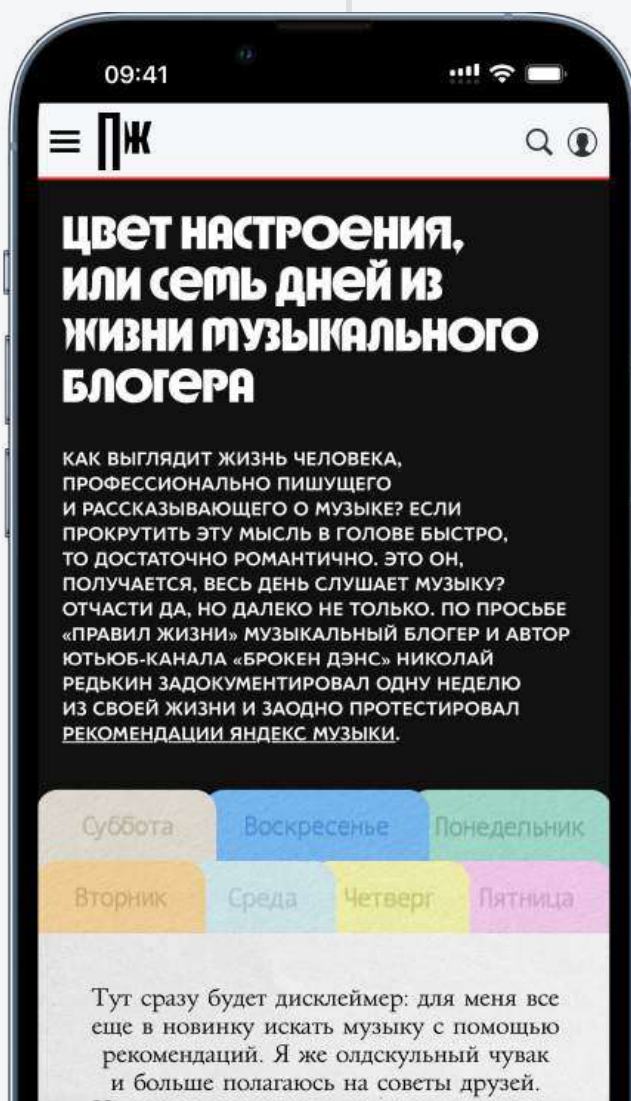 09:41
ПЖ
ЦВЕТ НАСТРОЕНИЯ,
ИЛИ СЕМЬ ДНЕЙ ИЗ
ЖИЗНИ МУЗЫКАЛЬНОГО
БЛОГЕРА
КАК ВЫГЛЯДИТ ЖИЗНЬ ЧЕЛОВЕКА,
ПРОФЕССИОНАЛЬНО ПИШУЩЕГО
И РАССКАЗЫВАЮЩЕГО О МУЗЫКЕ? ЕСЛИ
ПРОКРУТИТЬ ЭТУ МЫСЛЬ В ГОЛОВЕ БЫСТРО,
ТО ДОСТАТОЧНО РОМАНТИЧНО. ЭТО ОН,
ПОЛУЧАЕТСЯ, ВЕСЬ ДЕНЬ СЛУШАЕТ МУЗЫКУ?
ОТЧАСТИ ДА, НО ДАЛЕКО НЕ ТОЛЬКО. ПО ПРОСЬБЕ
«ПРАВИЛ ЖИЗНИ» МУЗЫКАЛЬНЫЙ БЛОГЕР И АВТОР
ЮТЬЮБ-КАНАЛА «БРОКЕН ДЭНС» НИКОЛАЙ
РЕДЬКИН ЗАДОКУМЕНТИРОВАЛ ОДНУ НЕДЕЛЮ
ИЗ СВОЕЙ ЖИЗНИ И ЗАОДНО ПРОТЕСТИРОВАЛ
РЕКОМЕНДАЦИИ ЯНДЕКС МУЗЫКИ.
Суббота Воскресенье Понедельник
Вторник Среда Четверг Пятница
Тут сразу будет дисклеймер: для меня все
еще в новинку искать музыку с помощью
рекомендаций. Я же олдскульный чувак
и больше полагаюсь на советы друзей.